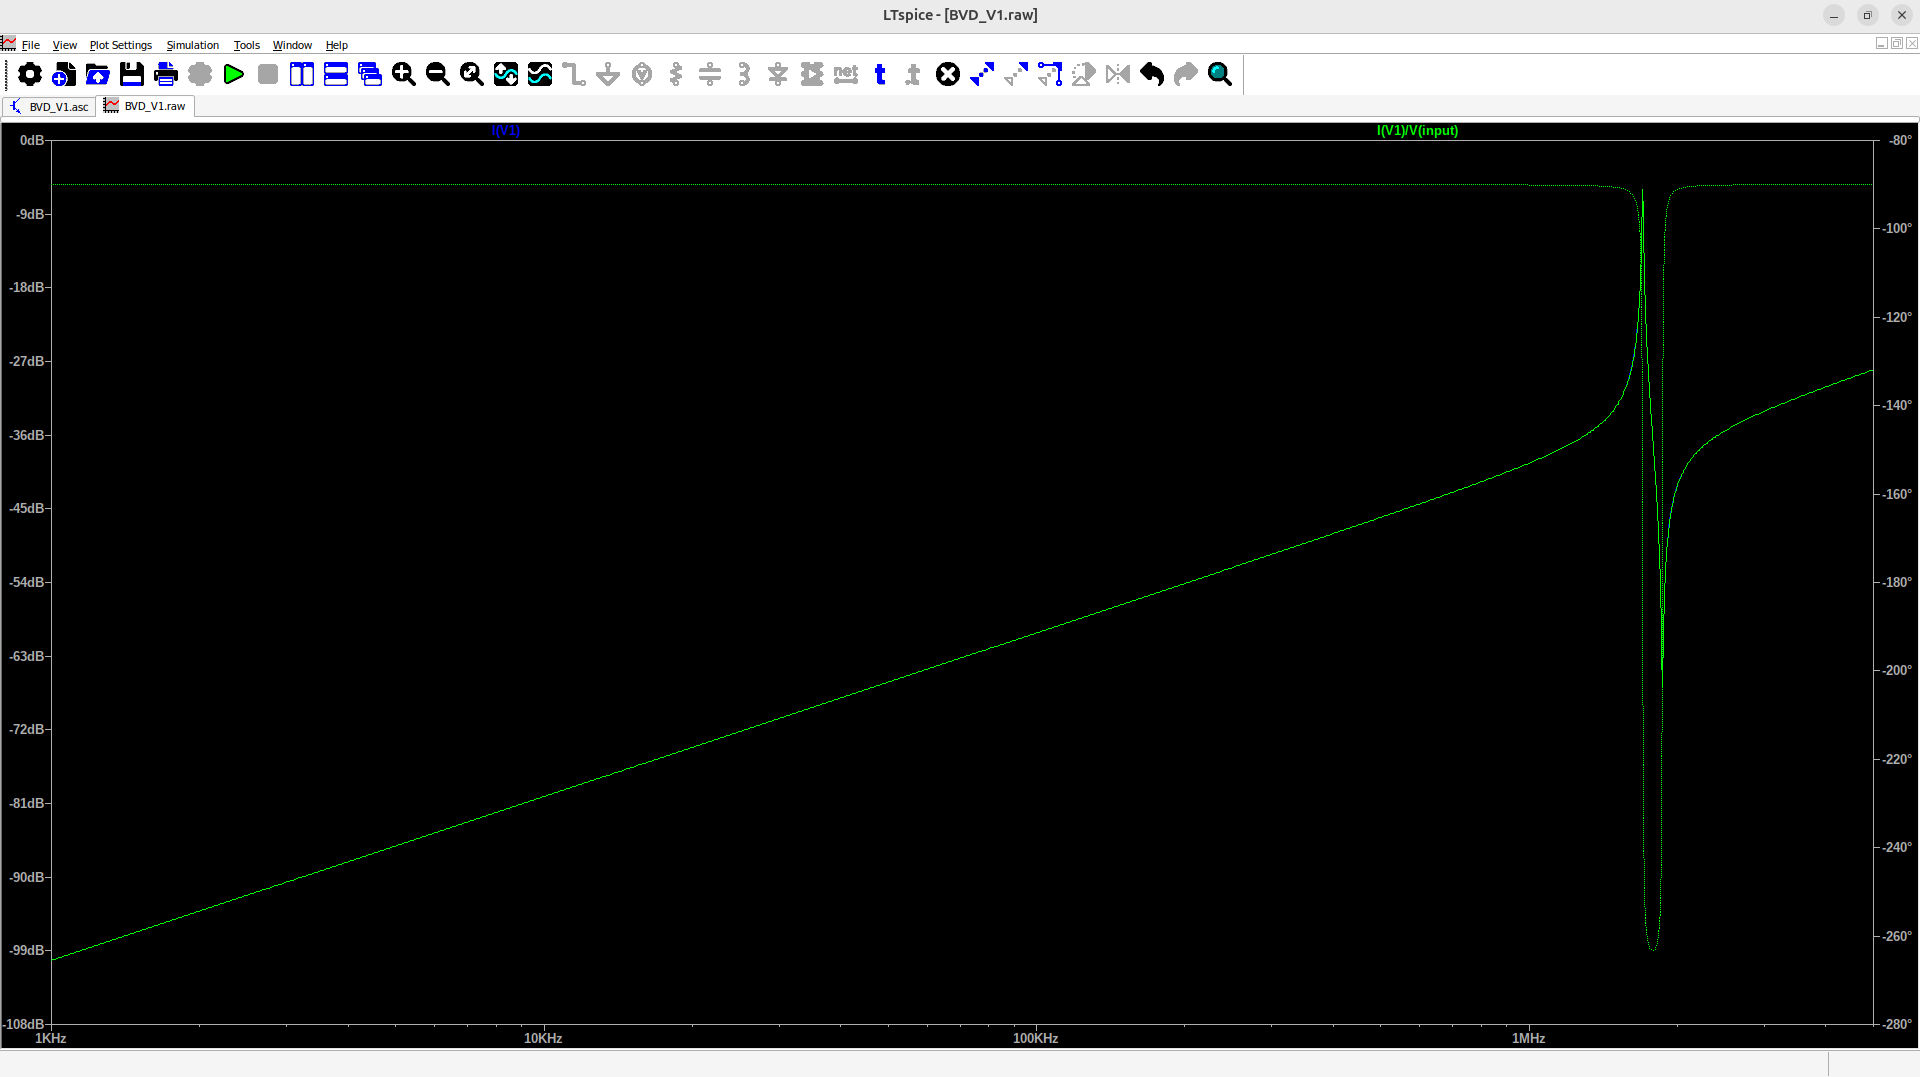 LTspice - [BVD_V1.raw]
File View Plot Settings Simulation Tools Window Help
net t .t
BVD_V1.asc BVD_V1.raw
I(V1) I(V1)/V(input)
0dB -80°
-9dB -100°
-18dB -120°
-27dB -140°
-36dB -160°
-45dB -180°
-54dB -200°
-63dB -220°
-72dB -240°
-81dB -260°
-90dB -280°
-99dB
-108dB
1KHz 10KHz 100KHz 1MHz